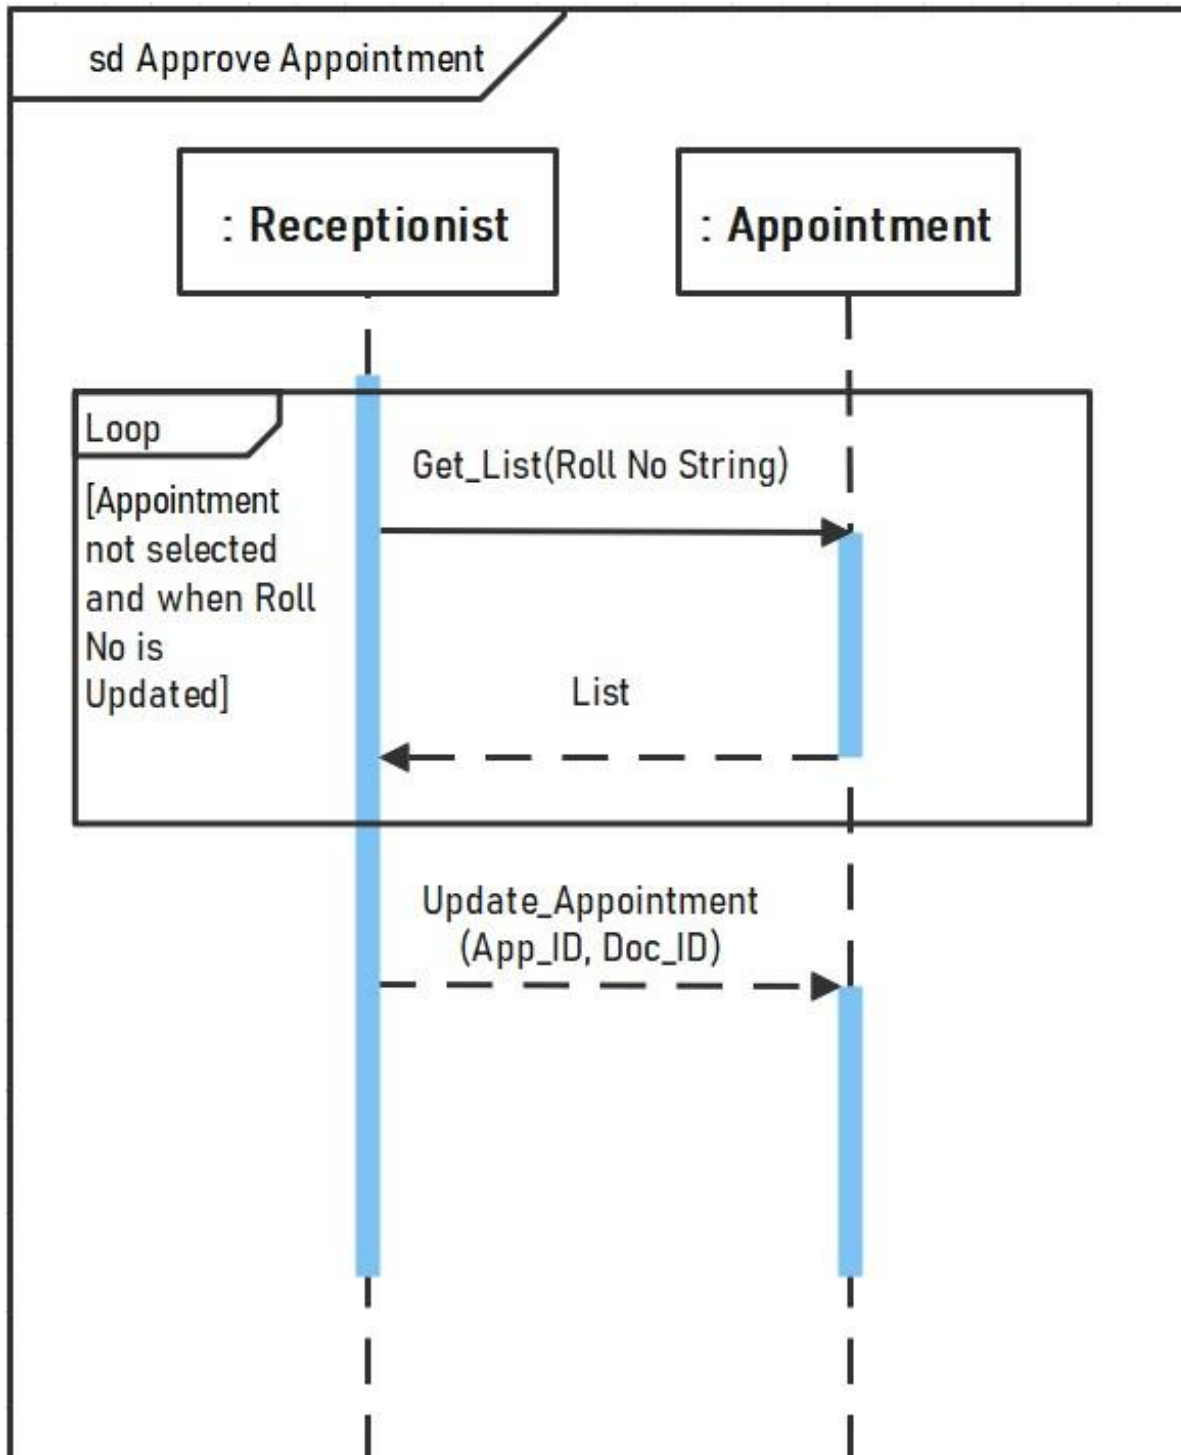 sd Approve Appointment
: Receptionist
: Appointment
Loop
[Appointment
not selected
and when Roll
No is
Updated]
Get_List(Roll No String)
List
Update_Appointment
(App_ID, Doc_ID)